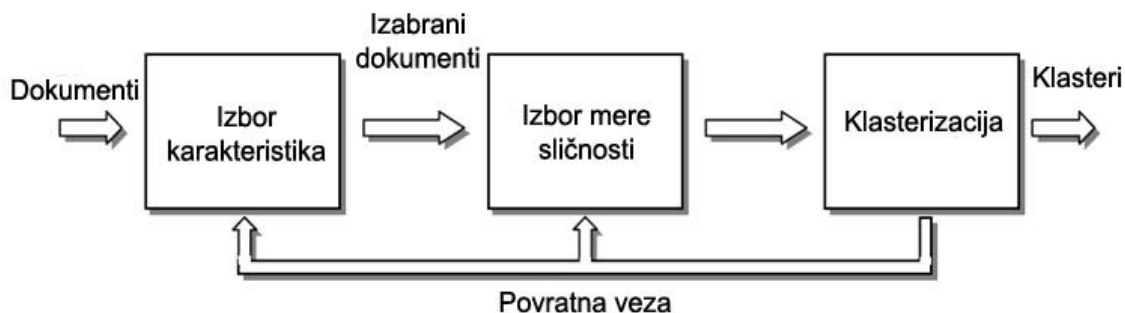 Dokumenti
Izbor
karakteristika
Izabrani
dokumenti
Izbor mere
sličnosti
Klasterizacija
Klasteri
Povratna veza